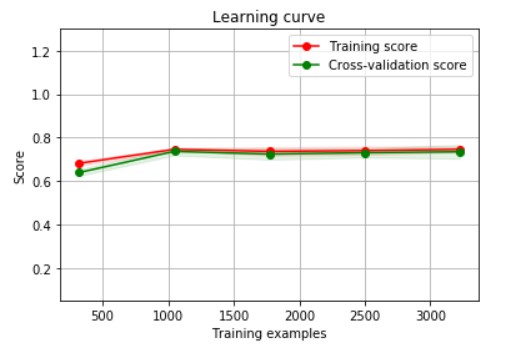 Learning curve
Training score
Cross-validation score
1.2
1.0
0.8
0.6
0.4
0.2
Score
500
1000
1500
2000
2500
3000
Training examples